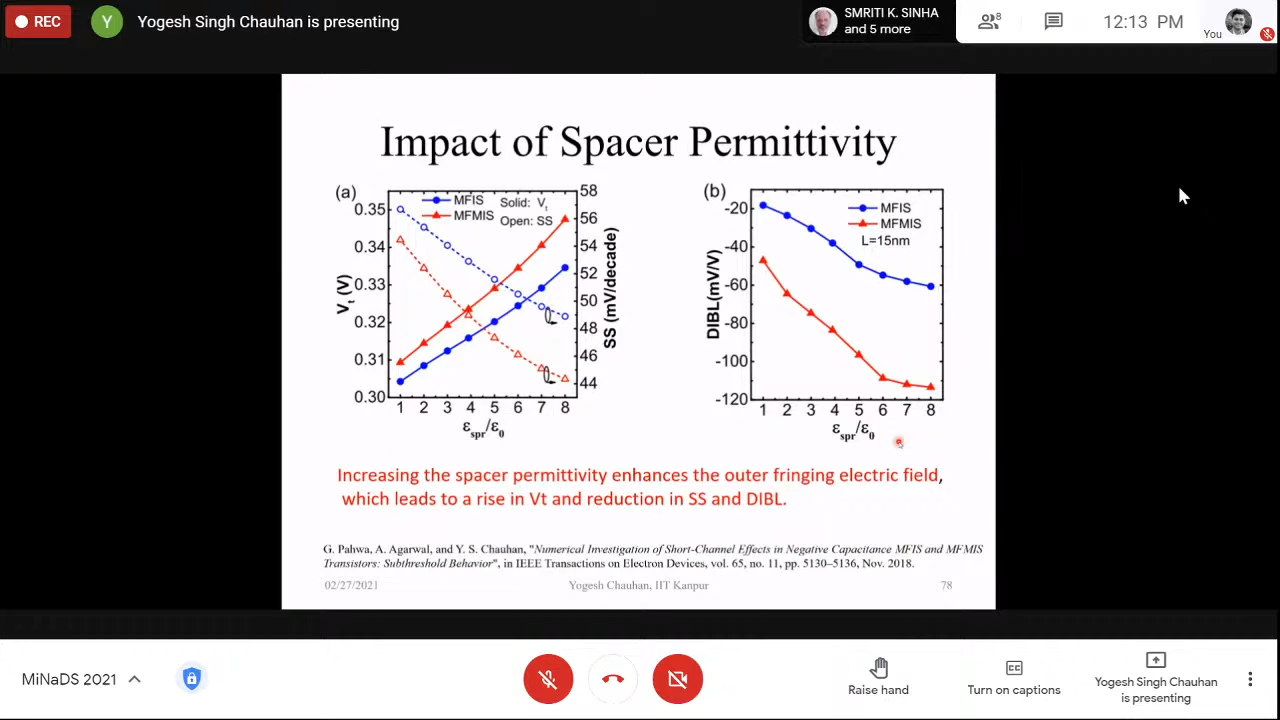 REC
Y
Yogesh Singh Chauhan is presenting
SMRITI K. SINHA
and 5 more
8
12:13 PM
You
Impact of Spacer Permittivity
(a)
MFIS
MFMIS
Solid: Vt
Open: SS
0.35
0.34
0.33
0.32
0.31
0.30
Vt (V)
58
56
54
52
50
48
46
44
SS (mV/decade)
1 2 3 4 5 6 7 8
εspr/ε0
(b)
MFIS
MFMIS
L=15nm
-20
-40
-60
-80
-100
-120
DIBL(mV/V)
1 2 3 4 5 6 7 8
εspr/ε0
Increasing the spacer permittivity enhances the outer fringing electric field,
which leads to a rise in Vt and reduction in SS and DIBL.
G. Pahwa, A. Agarwal, and Y. S. Chauhan, "Numerical Investigation of Short-Channel Effects in Negative Capacitance MFIS and MFMIS
Transistors: Subthreshold Behavior", in IEEE Transactions on Electron Devices, vol. 65, no. 11, pp. 5130–5136, Nov. 2018.
02/27/2021
Yogesh Chauhan, IIT Kanpur
78
MiNaDS 2021
Raise hand
CC
Turn on captions
Yogesh Singh Chauhan
is presenting